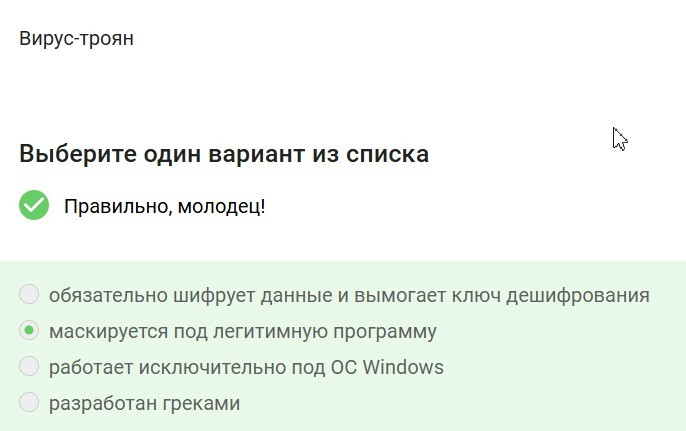 Вирус-троян
Выберите один вариант из списка
Правильно, молодец!
обязательно шифрует данные и вымогает ключ дешифрования
маскируется под легитимную программу
работает исключительно под ОС Windows
разработан греками